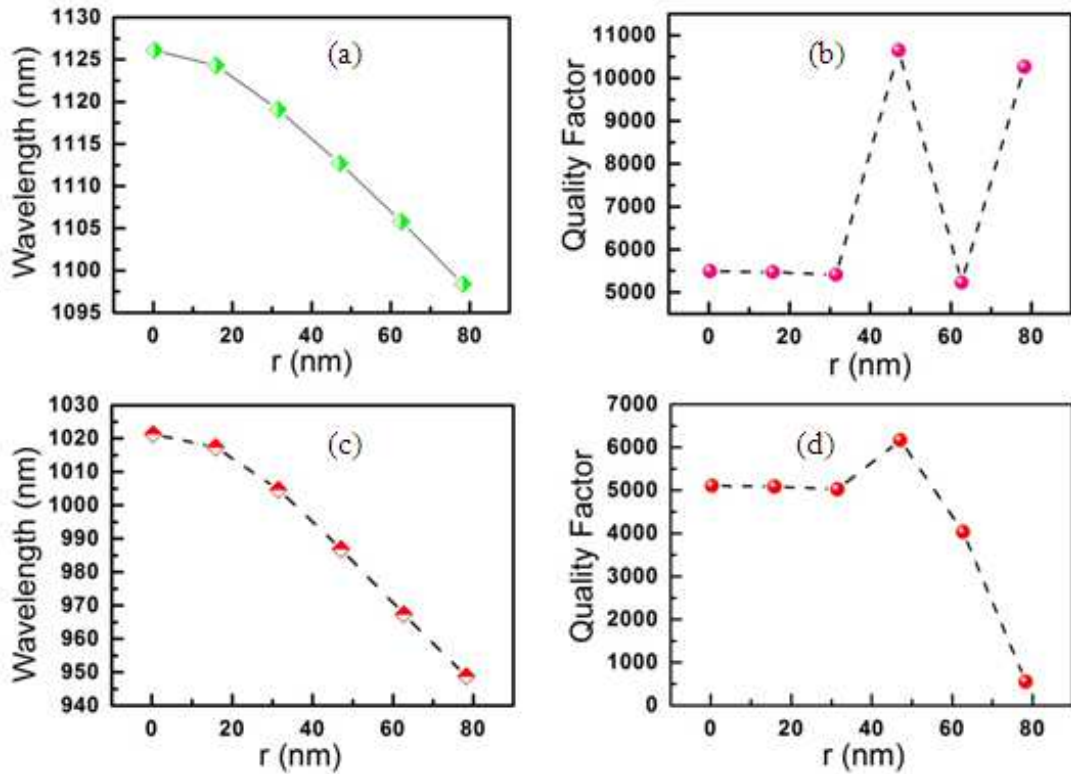 (a)
Wavelength (nm)
1130
1125
1120
1115
1110
1105
1100
1095
0 20 40 60 80
r (nm)
(b)
Quality Factor
11000
10000
9000
8000
7000
6000
5000
0 20 40 60 80
r (nm)
(c)
Wavelength (nm)
1030
1020
1010
1000
990
980
970
960
950
940
0 20 40 60 80
r (nm)
(d)
Quality Factor
7000
6000
5000
4000
3000
2000
1000
0
0 20 40 60 80
r (nm)